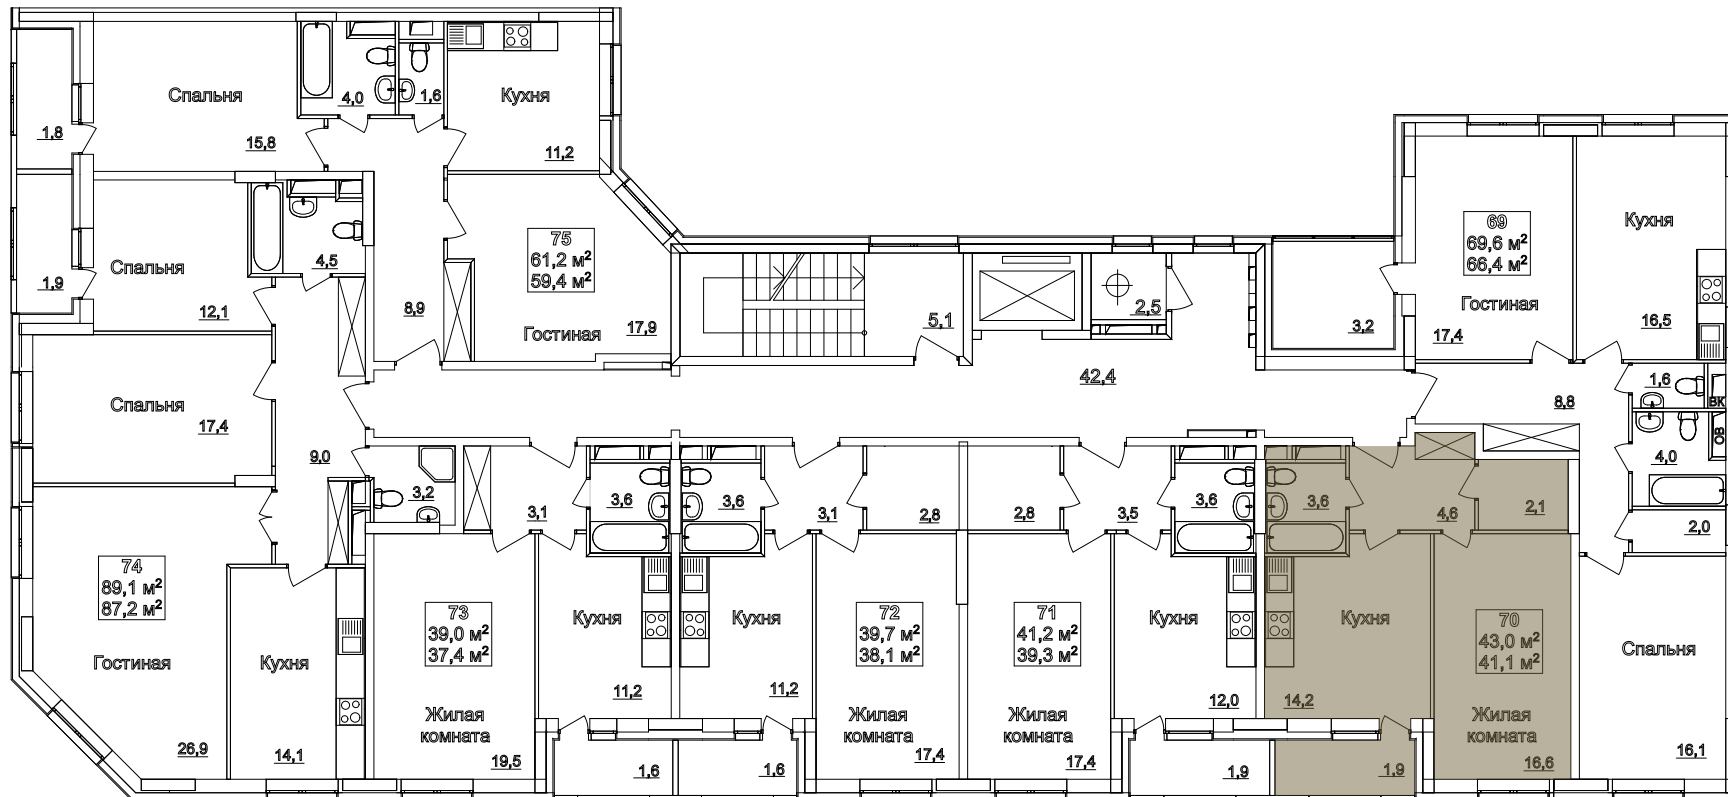 Спальня
15,8
1,8
4,0
1,6
Кухня
11,2
Спальня
12,1
1,9
4,5
8,9
75
61,2 м²
59,4 м²
Гостиная
17,9
5,1
2,5
3,2
42,4
69
69,6 м²
66,4 м²
Гостиная
17,4
Кухня
16,5
1,6
ВК
8,8
ОВ
4,0
2,0
Спальня
16,1
Спальня
17,4
9,0
3,2
74
89,1 м²
87,2 м²
Гостиная
26,9
Кухня
14,1
3,1
3,6
73
39,0 м²
37,4 м²
Жилая
комната
19,5
Кухня
11,2
1,6
3,6
3,1
2,8
Кухня
11,2
72
39,7 м²
38,1 м²
Жилая
комната
17,4
1,6
2,8
3,5
3,6
71
41,2 м²
39,3 м²
Жилая
комната
17,4
Кухня
12,0
1,9
3,6
4,6
2,1
Кухня
14,2
70
43,0 м²
41,1 м²
Жилая
комната
16,6
1,9